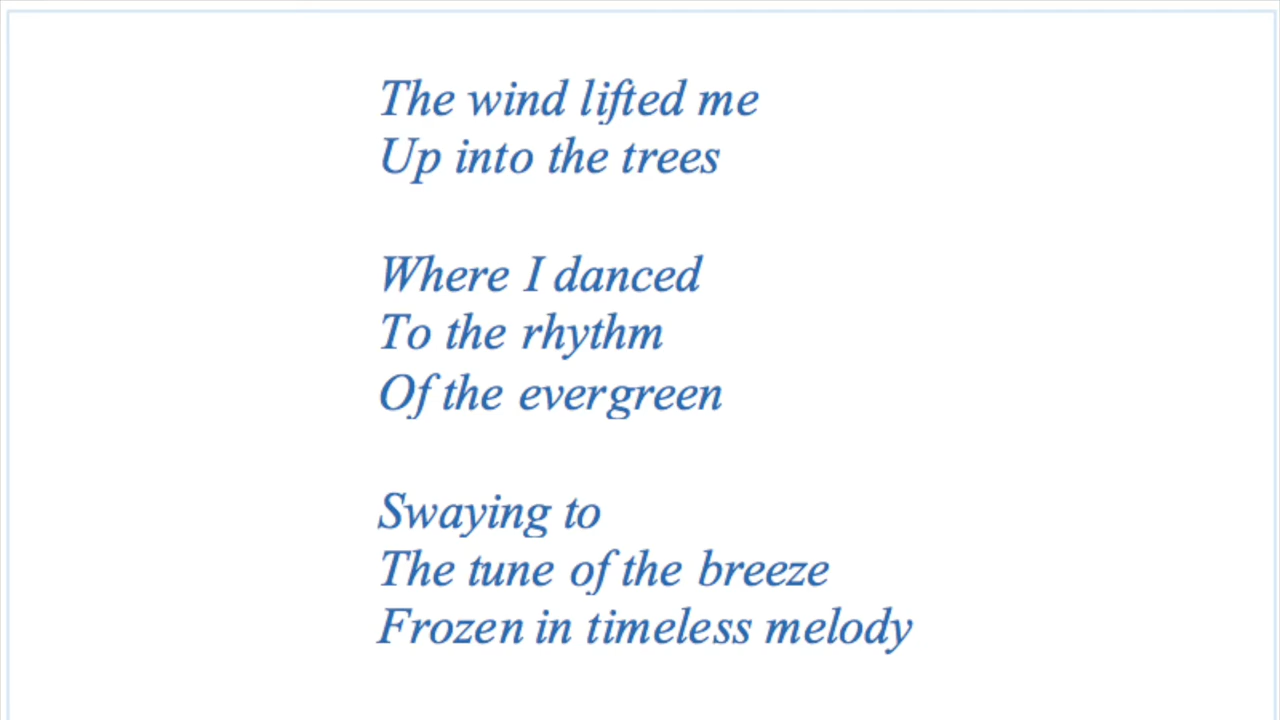 The wind lifted me
Up into the trees
Where I danced
To the rhythm
Of the evergreen
Swaying to
The tune of the breeze
Frozen in timeless melody